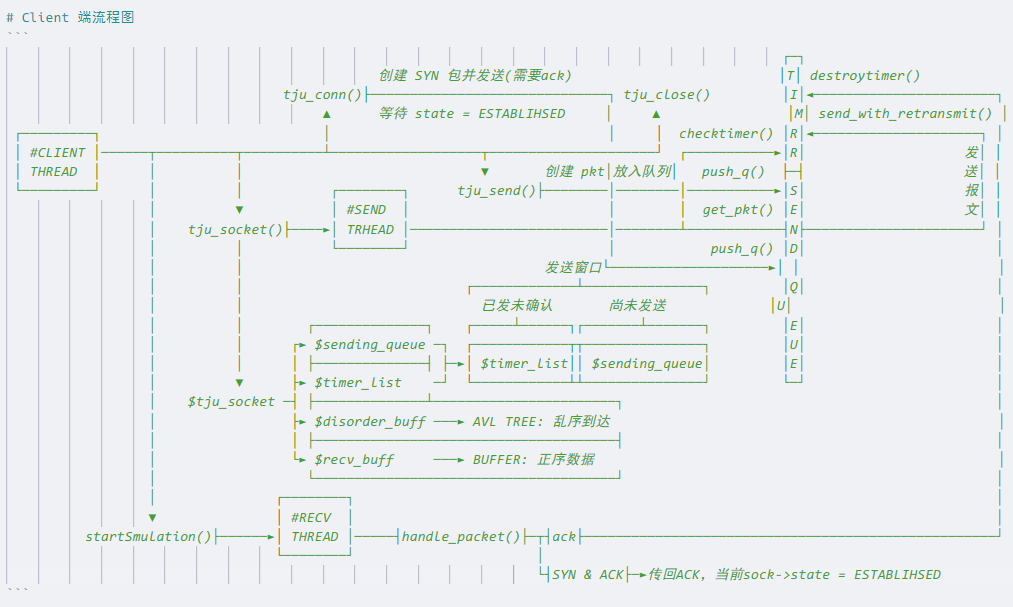 # Client 端流程图
```
创建 SYN 包并发送(需要ack) T destroytimer()
tju_conn() tju_close() I
等待 state = ESTABLIHSED M send_with_retransmit()
checktimer() R
#CLIENT R 发
THREAD 创建 pkt 放入队列 push_q() 送
tju_send() S 报
#SEND get_pkt() E 文
tju_socket() TRHEAD N
push_q() D
发送窗口
Q
已发未确认 尚未发送 U
E
$sending_queue U
$timer_list $sending_queue E
$timer_list
$tju_socket
$disorder_buff AVL TREE: 乱序到达
$recv_buff BUFFER: 正序数据
#RECV
startSmulation() THREAD handle_packet() ack
SYN & ACK 传回ACK, 当前sock->state = ESTABLIHSED
```